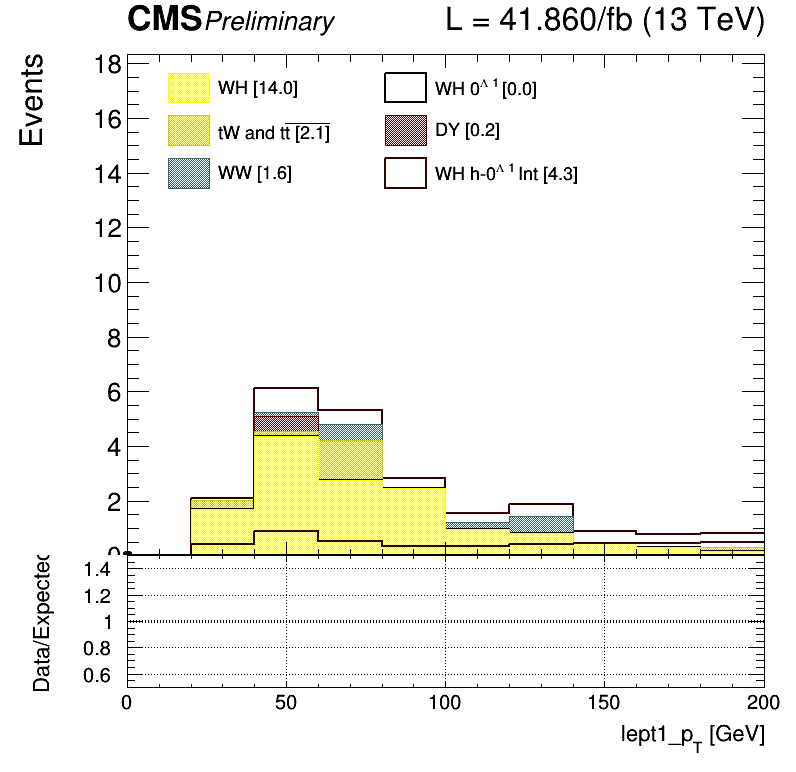 CMS Preliminary L = 41.860/fb (13 TeV)
Events
18
16
14
12
10
8
6
4
2
0
WH [14.0]
tW and tt [2.1]
WW [1.6]
WH 0^Λ1 [0.0]
DY [0.2]
WH h-0^Λ1 Int [4.3]
Data/Expected
1.4
1.2
1
0.8
0.6
0 50 100 150 200
lept1_p_T [GeV]